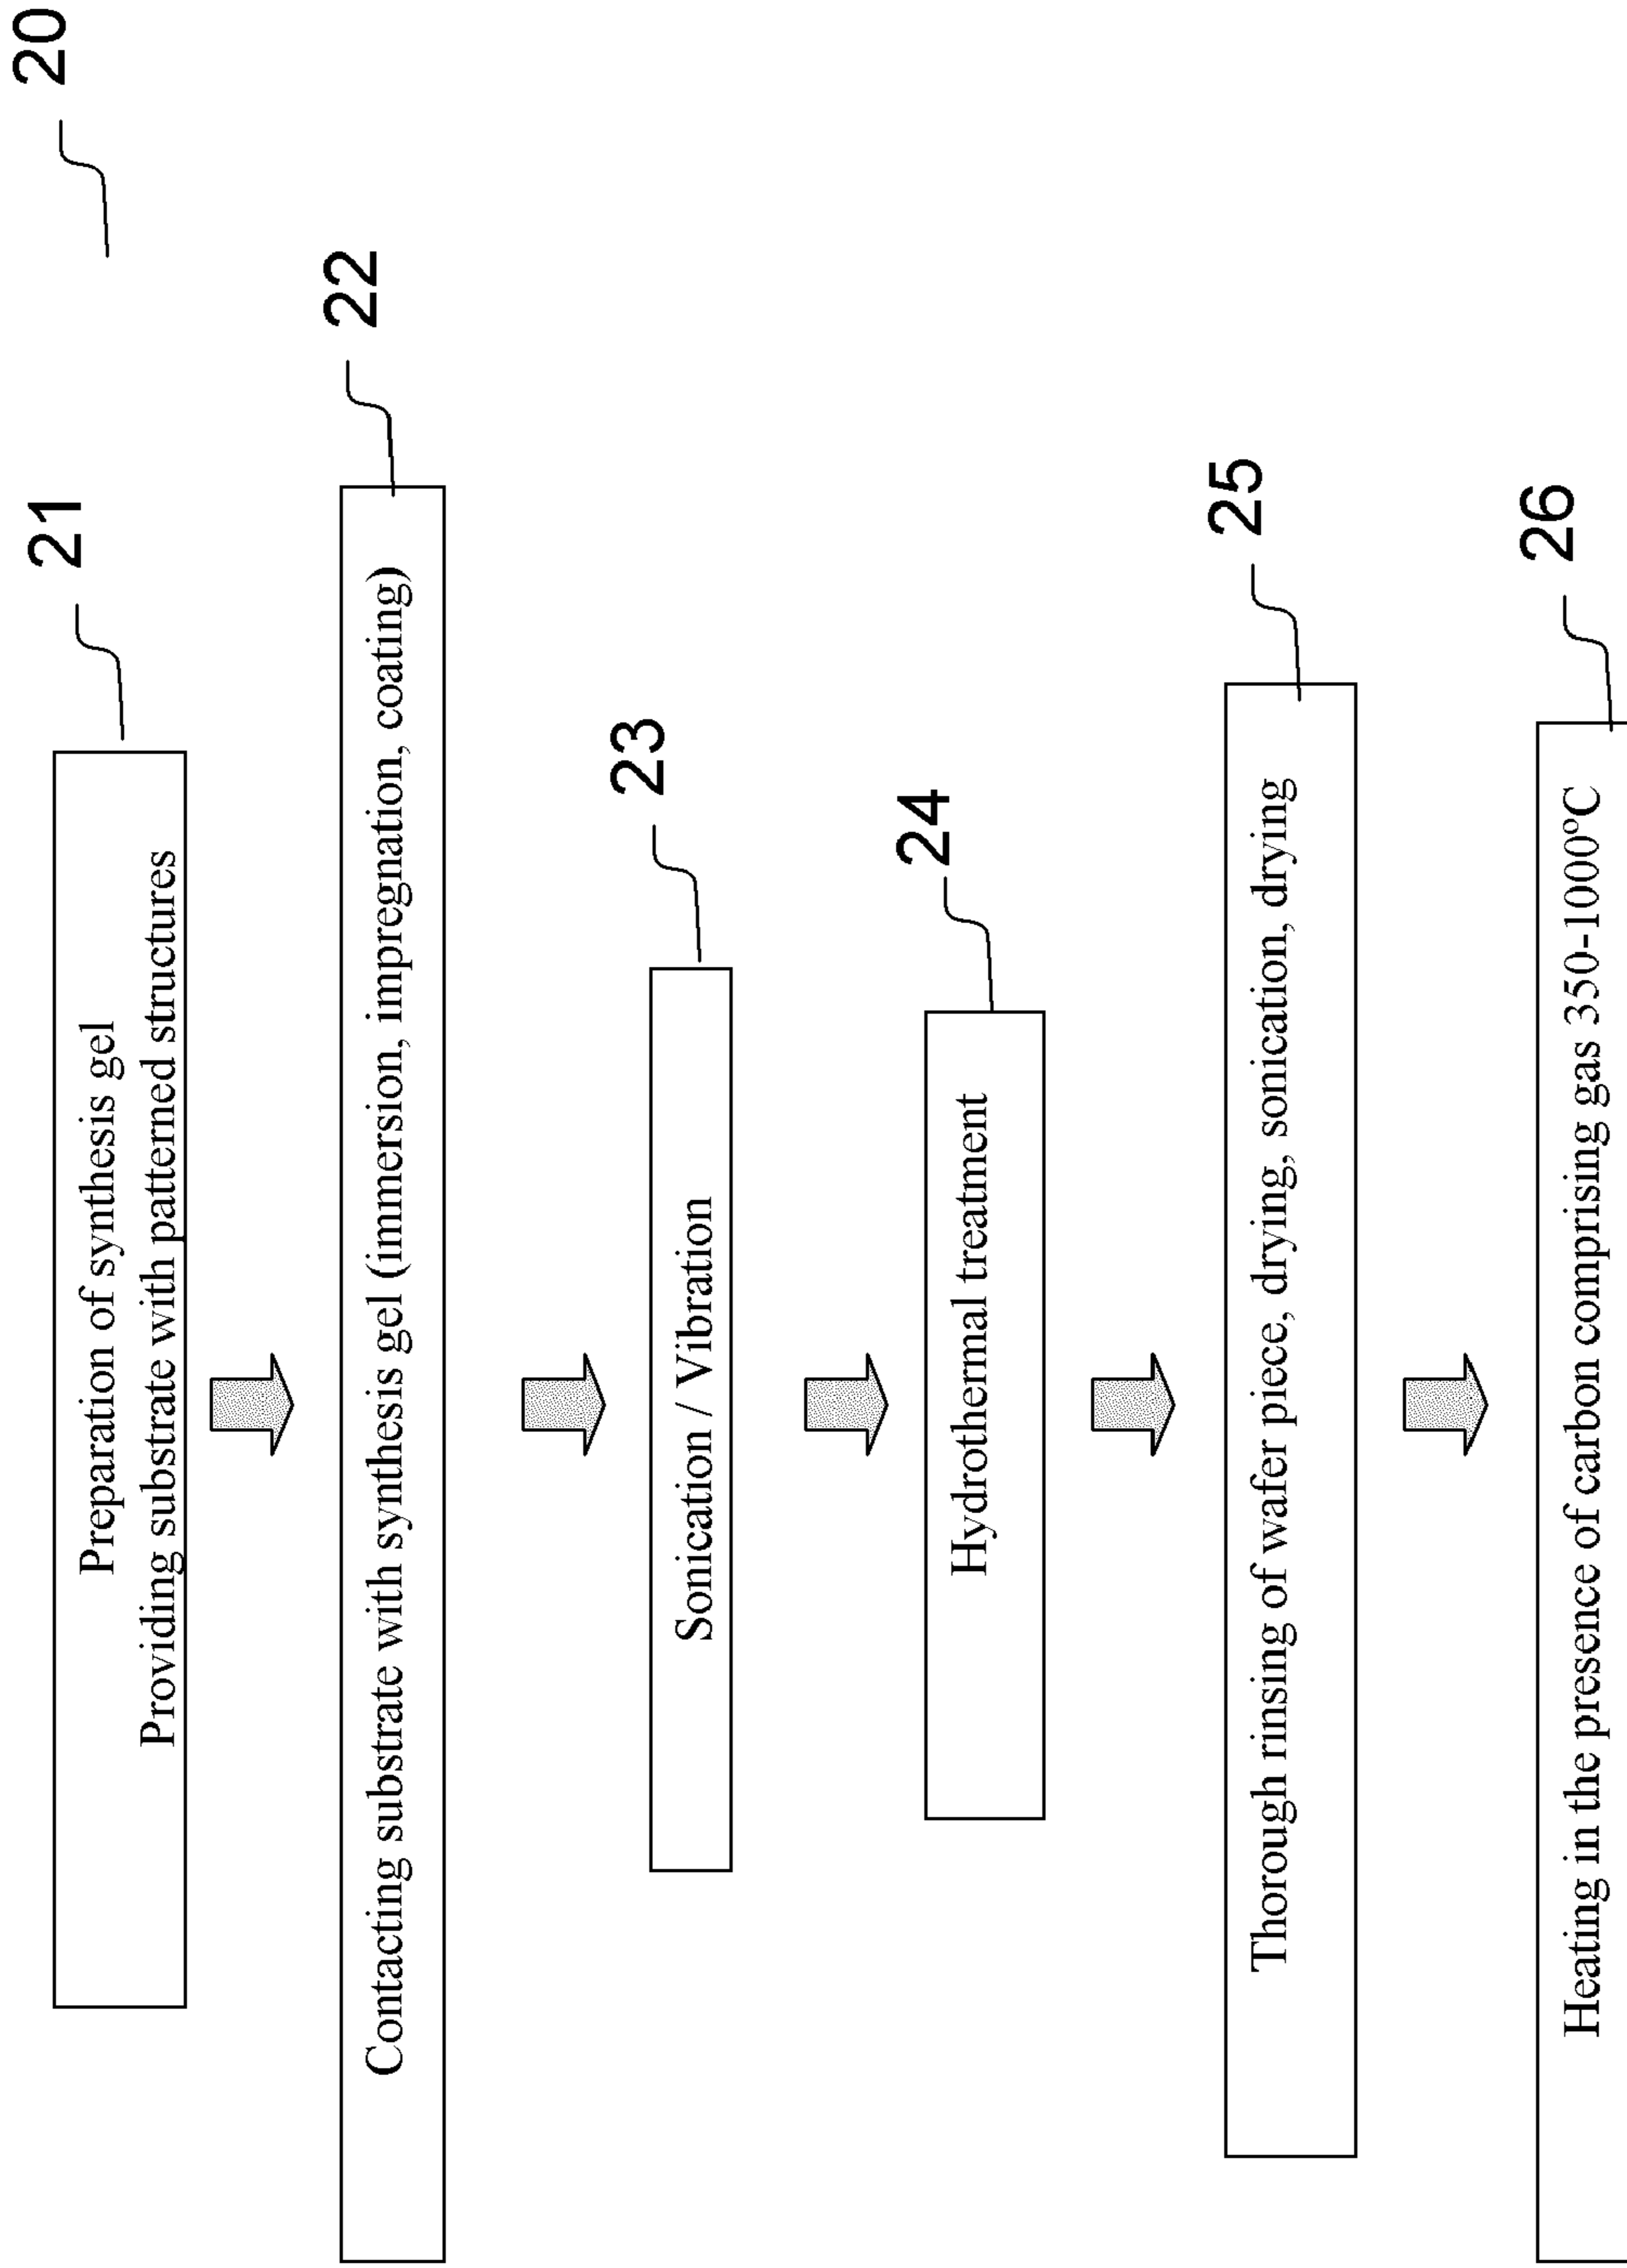 20
21
Preparation of synthesis gel
Providing substrate with patterned structures
22
Contacting substrate with synthesis gel (immersion, impregnation, coating)
23
Sonication / Vibration
24
Hydrothermal treatment
25
Thorough rinsing of wafer piece, drying, sonication, drying
26
Heating in the presence of carbon comprising gas 350-1000ºC